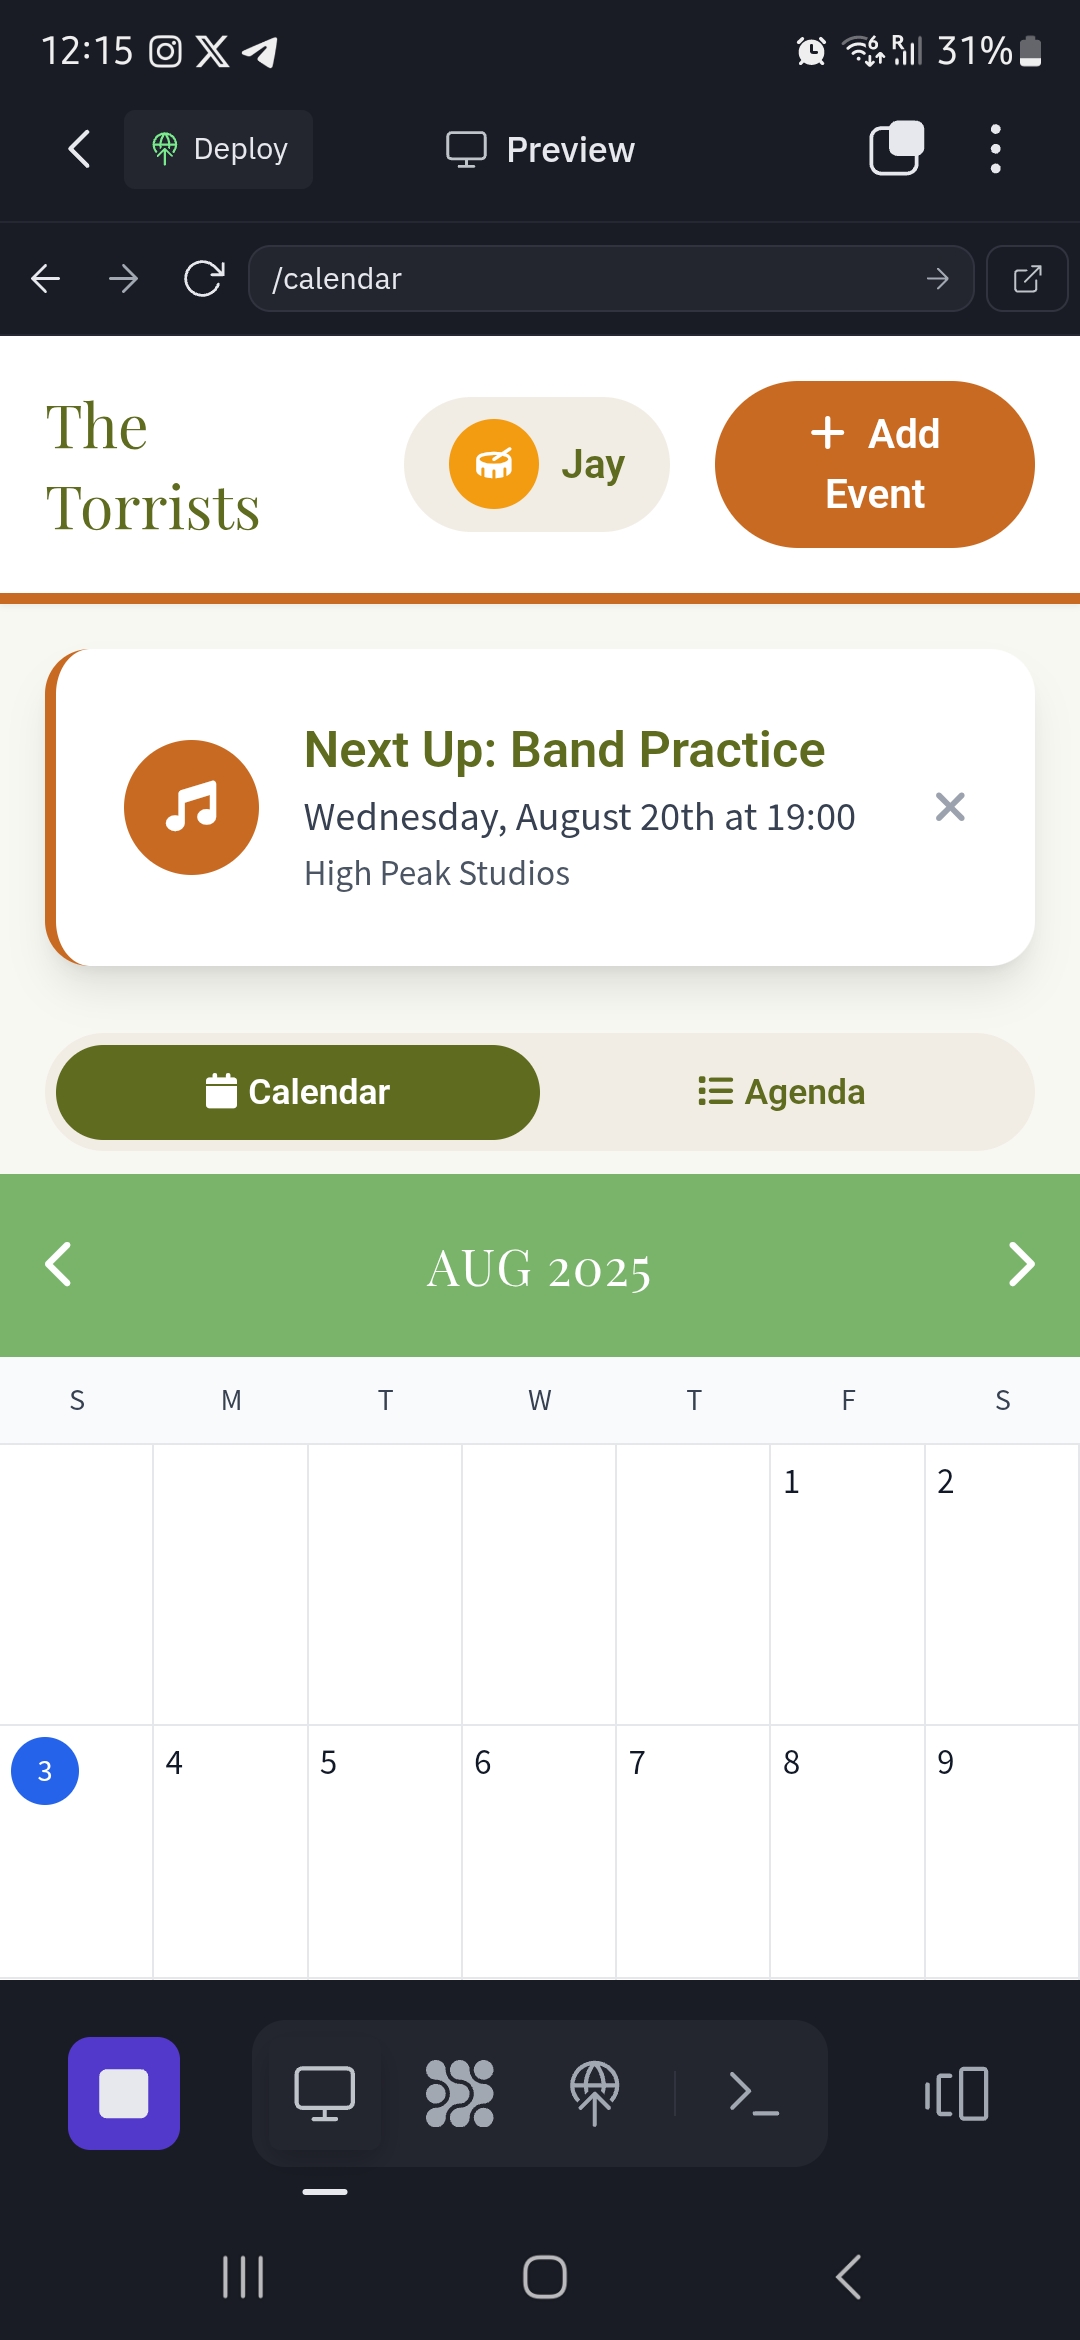 12:15 31%
Deploy Preview
/calendar
The
Torrists
Jay
+ Add
Event
Next Up: Band Practice
Wednesday, August 20th at 19:00
High Peak Studios
Calendar Agenda
AUG 2025
S M T W T F S
1 2
3 4 5 6 7 8 9